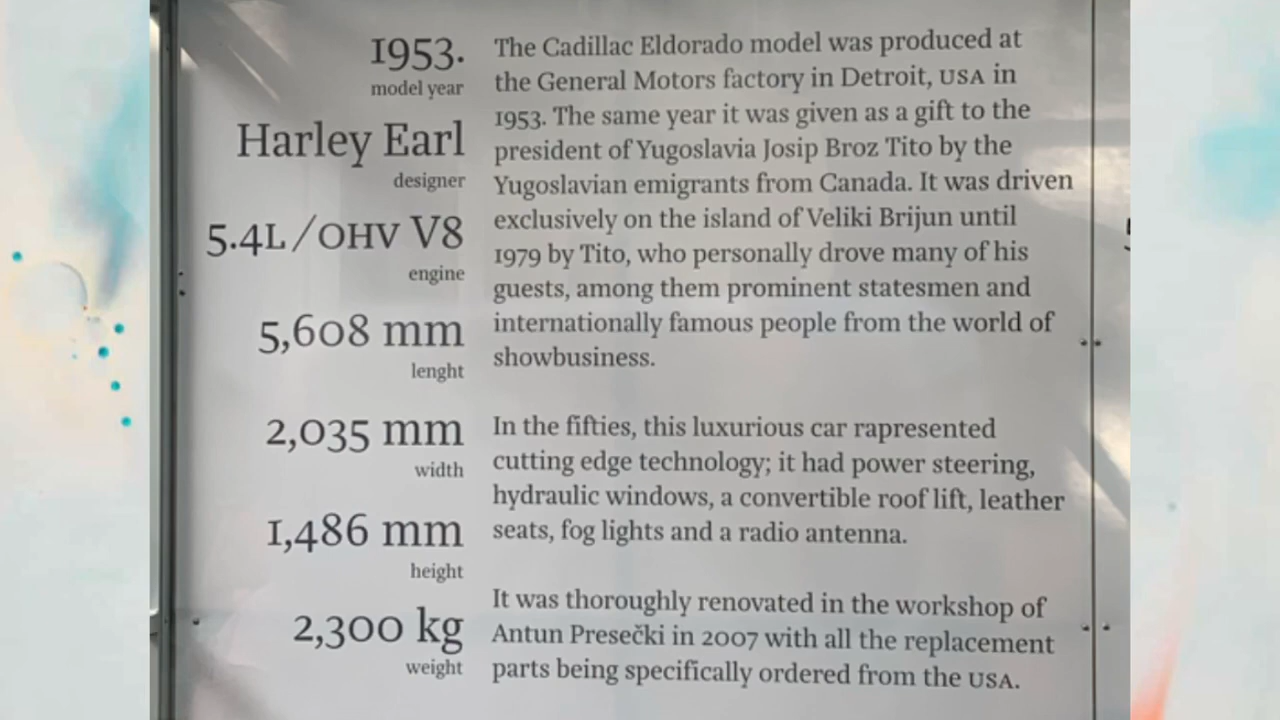 1953.
model year
Harley Earl
designer
5.4L/OHV V8
engine
5,608 mm
lenght
2,035 mm
width
1,486 mm
height
2,300 kg
weight
The Cadillac Eldorado model was produced at
the General Motors factory in Detroit, USA in
1953. The same year it was given as a gift to the
president of Yugoslavia Josip Broz Tito by the
Yugoslavian emigrants from Canada. It was driven
exclusively on the island of Veliki Brijun until
1979 by Tito, who personally drove many of his
guests, among them prominent statesmen and
internationally famous people from the world of
showbusiness.
In the fifties, this luxurious car rapresented
cutting edge technology; it had power steering,
hydraulic windows, a convertible roof lift, leather
seats, fog lights and a radio antenna.
It was thoroughly renovated in the workshop of
Antun Presečki in 2007 with all the replacement
parts being specifically ordered from the USA.